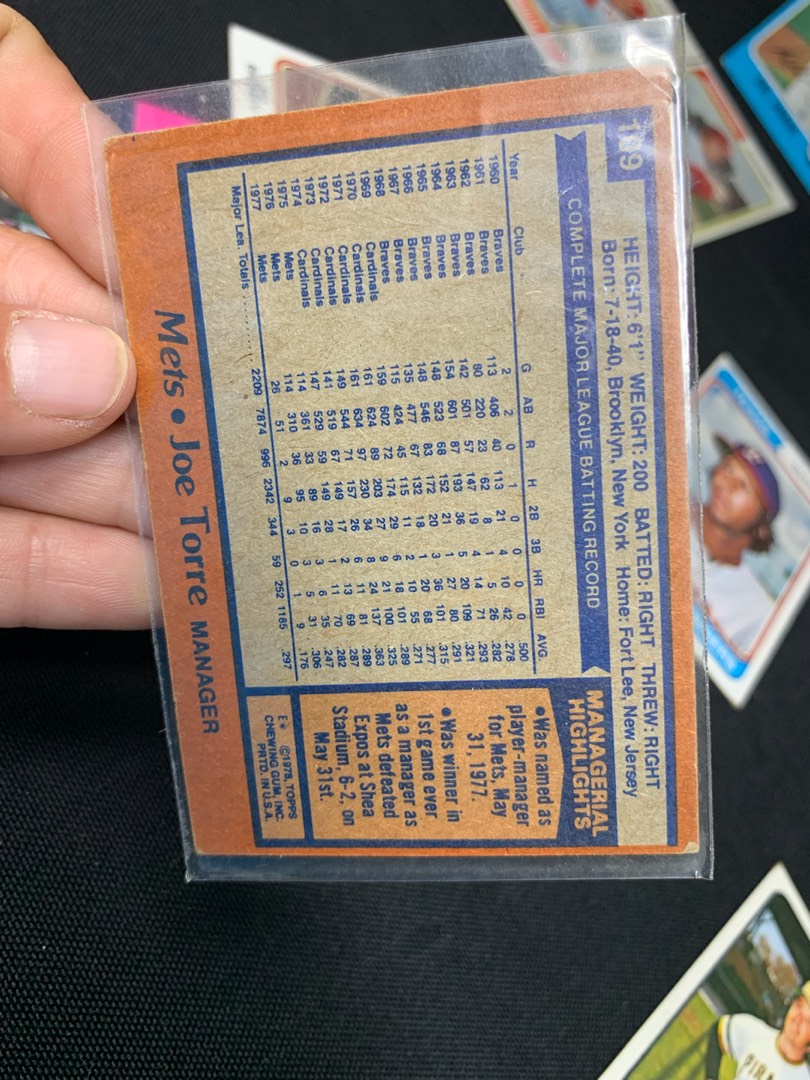 109
HEIGHT: 6'1" WEIGHT: 200 BATTED: RIGHT THREW: RIGHT
Born: 7-18-40, Brooklyn, New York Home: Fort Lee, New Jersey
COMPLETE MAJOR LEAGUE BATTING RECORD
Year Club G AB R H 2B 3B HR RBI AVG
1960 Braves 2 2 0 1 0 0 0 0 .500
1961 Braves 113 406 40 113 21 4 10 42 .278
1962 Braves 80 220 23 62 8 1 5 26 .282
1963 Braves 142 501 57 147 19 4 14 71 .293
1964 Braves 154 601 87 193 36 5 20 109 .321
1965 Braves 148 523 68 152 21 1 27 80 .291
1966 Braves 148 546 83 172 20 3 36 101 .315
1967 Braves 135 477 67 132 18 1 20 68 .277
1968 Braves 115 424 45 115 11 2 10 55 .271
1969 Cardinals 159 602 72 174 29 6 18 101 .289
1970 Cardinals 161 624 89 203 27 9 21 100 .325
1971 Cardinals 161 634 97 230 34 8 24 137 .363
1972 Cardinals 149 544 71 157 26 6 11 81 .289
1973 Cardinals 141 519 67 149 17 2 13 69 .287
1974 Cardinals 147 529 59 149 28 1 11 70 .282
1975 Mets 114 361 33 89 16 3 6 35 .247
1976 Mets 114 310 36 95 10 3 5 31 .306
1977 Mets 26 51 2 9 3 0 1 9 .176
Major Lea. Totals 2209 7874 996 2342 344 59 252 1185 .297
MANAGERIAL
HIGHLIGHTS
●Was named as
player-manager
for Mets, May
31, 1977.
●Was winner in
1st game ever
as a manager as
Mets defeated
Expos at Shea
Stadium, 6-2, on
May 31st.
E* ©1978, TOPPS
CHEWING GUM, INC.
PRTD. IN U.S.A.
Mets ● Joe Torre MANAGER